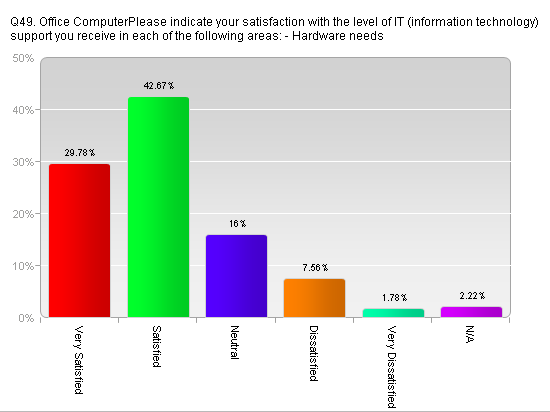 Q49. Office ComputerPlease indicate your satisfaction with the level of IT (information technology)
support you receive in each of the following areas: - Hardware needs
50%
40%
30%
20%
10%
0%
29.78%
42.67%
16%
7.56%
1.78%
2.22%
Very Satisfied
Satisfied
Neutral
Dissatisfied
Very Dissatisfied
N/A